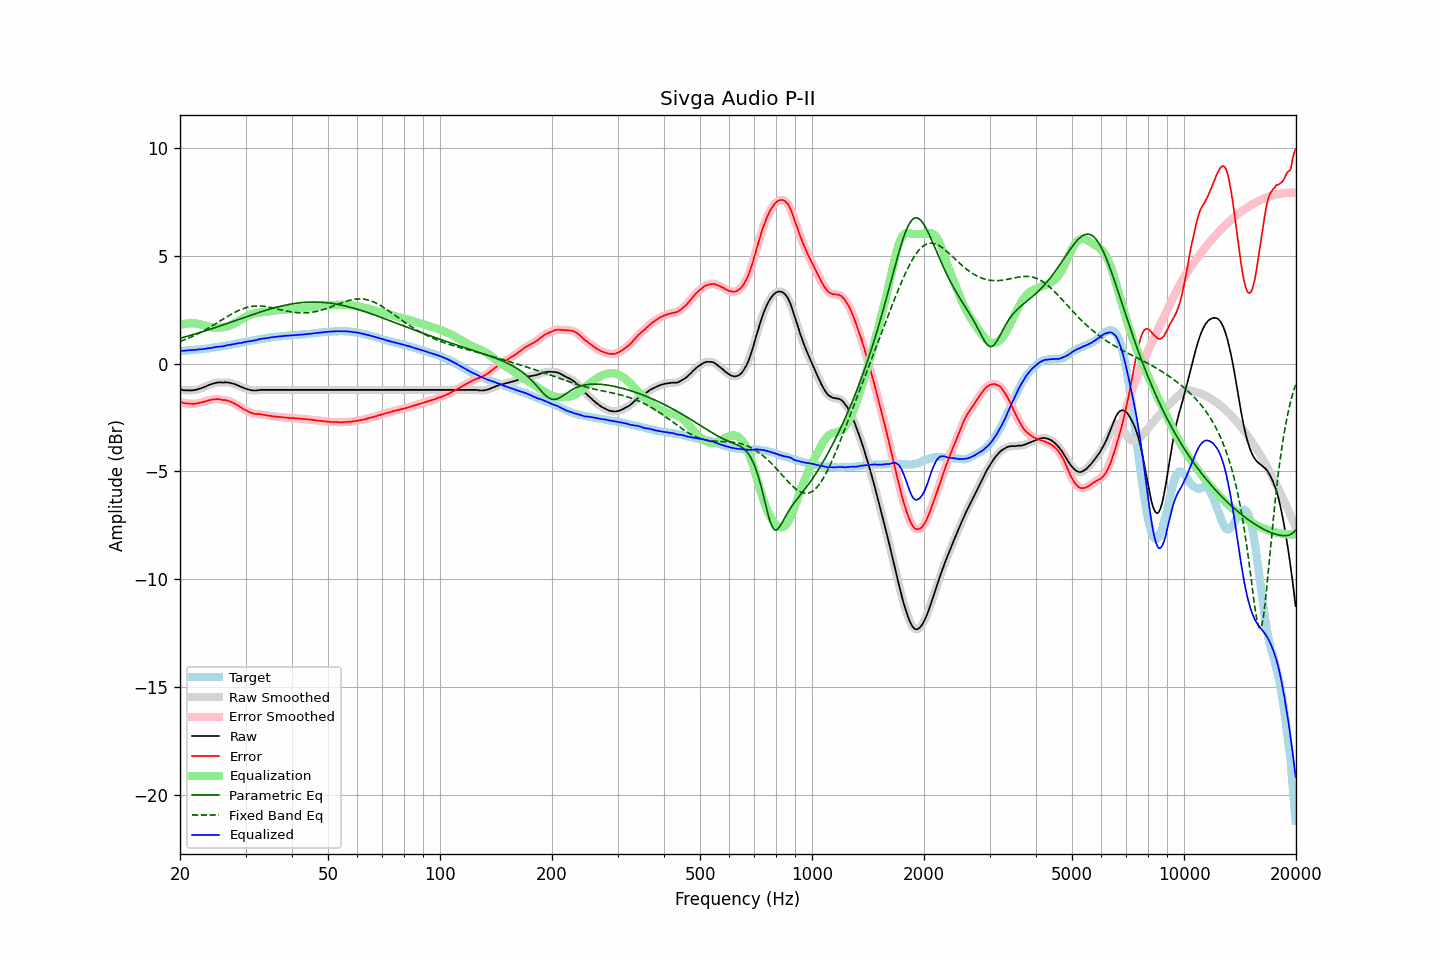 Sivga Audio P-II
Amplitude (dBr)
10
5
0
−5
−10
−15
−20
Target
Raw Smoothed
Error Smoothed
Raw
Error
Equalization
Parametric Eq
Fixed Band Eq
Equalized
20 50 100 200 500 1000 2000 5000 10000 20000
Frequency (Hz)